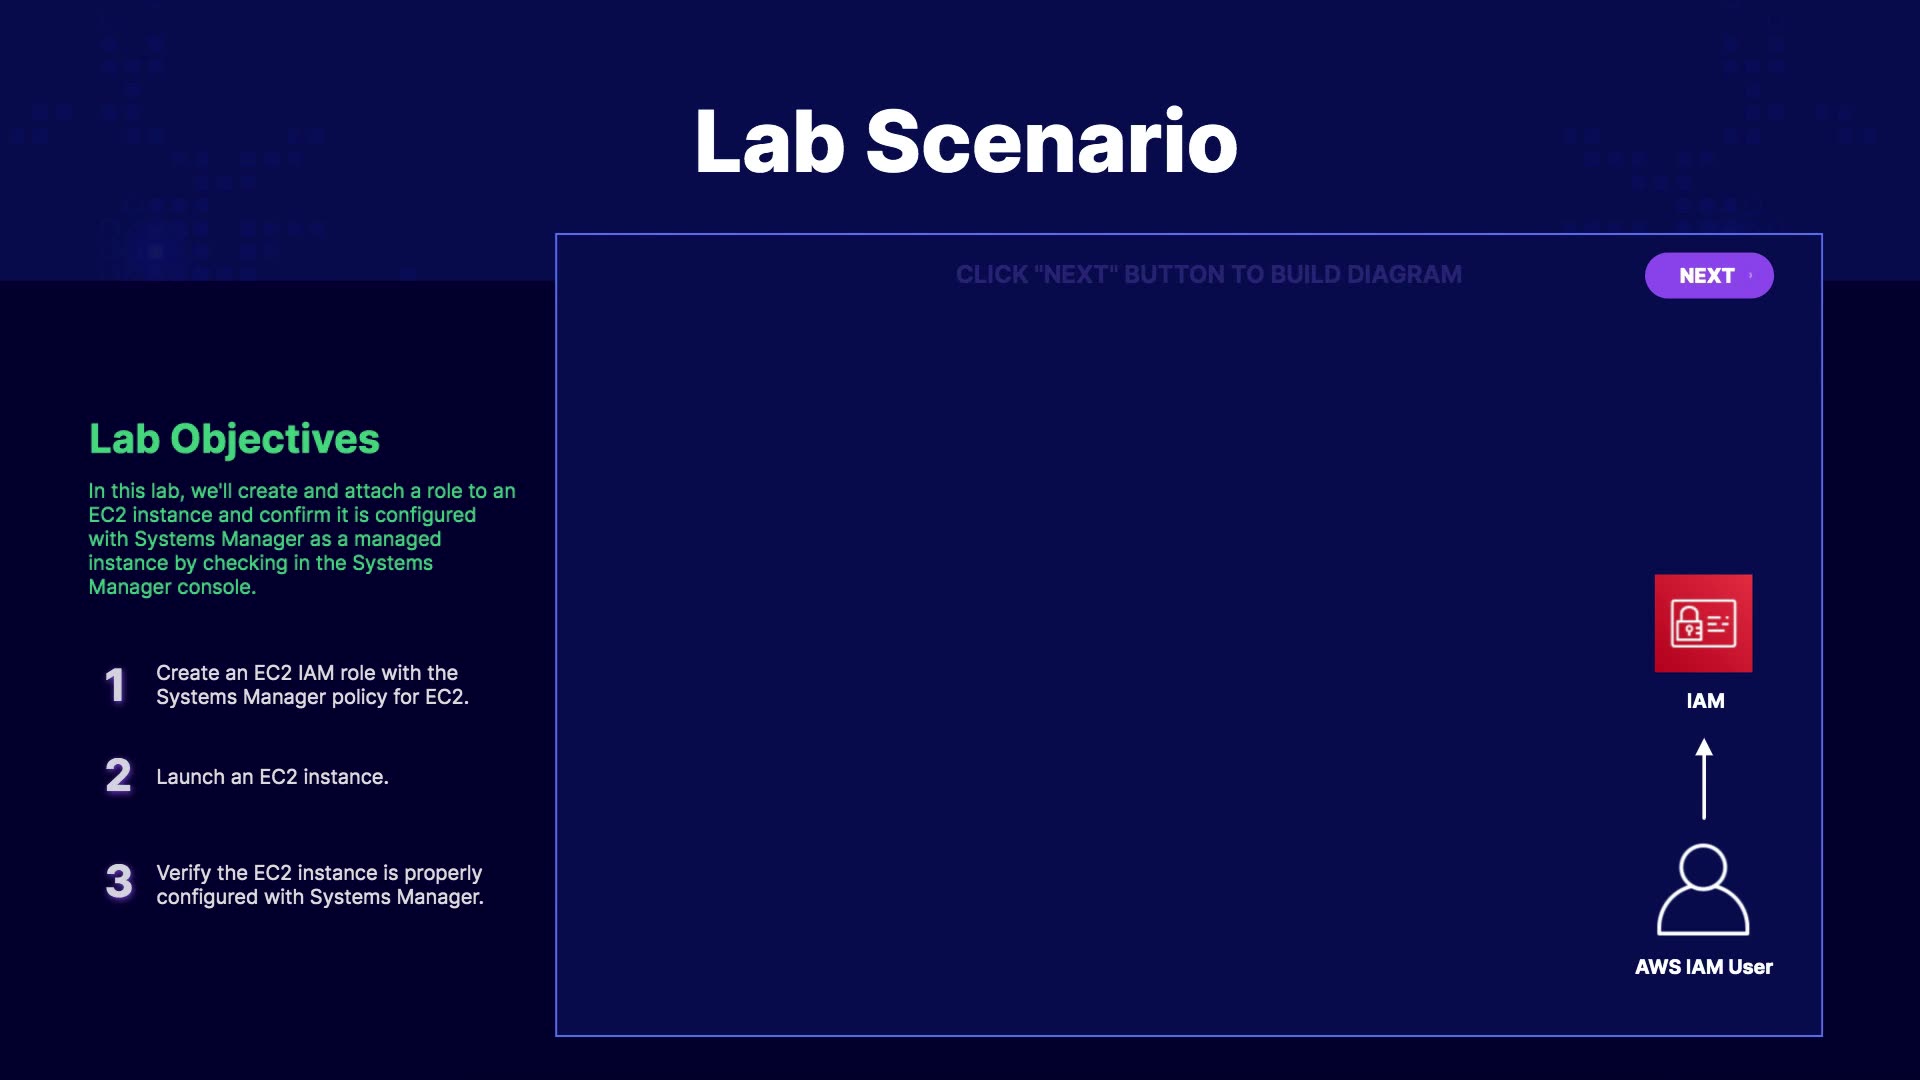 Lab Scenario
CLICK "NEXT" BUTTON TO BUILD DIAGRAM
NEXT
Lab Objectives
In this lab, we'll create and attach a role to an
EC2 instance and confirm it is configured
with Systems Manager as a managed
instance by checking in the Systems
Manager console.
1
Create an EC2 IAM role with the
Systems Manager policy for EC2.
2
Launch an EC2 instance.
3
Verify the EC2 instance is properly
configured with Systems Manager.
IAM
AWS IAM User